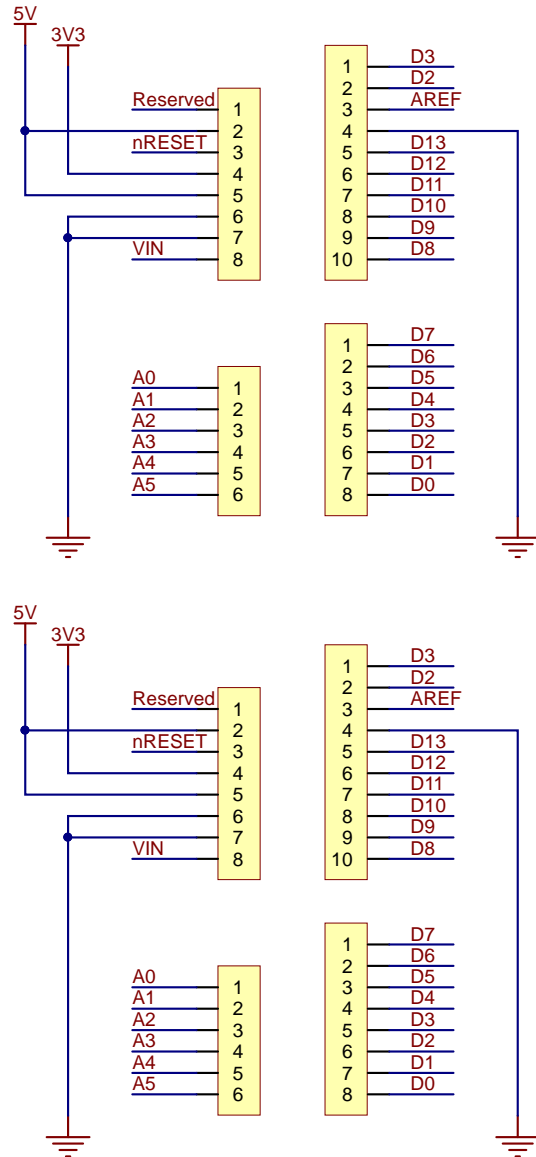 5V
3V3
Reserved 1
2
nRESET 3
4
5
6
7
VIN 8
1 D3
2 D2
3 AREF
4
5 D13
6 D12
7 D11
8 D10
9 D9
10 D8
A0 1
A1 2
A2 3
A3 4
A4 5
A5 6
1 D7
2 D6
3 D5
4 D4
5 D3
6 D2
7 D1
8 D0
5V
3V3
Reserved 1
2
nRESET 3
4
5
6
7
VIN 8
1 D3
2 D2
3 AREF
4
5 D13
6 D12
7 D11
8 D10
9 D9
10 D8
A0 1
A1 2
A2 3
A3 4
A4 5
A5 6
1 D7
2 D6
3 D5
4 D4
5 D3
6 D2
7 D1
8 D0